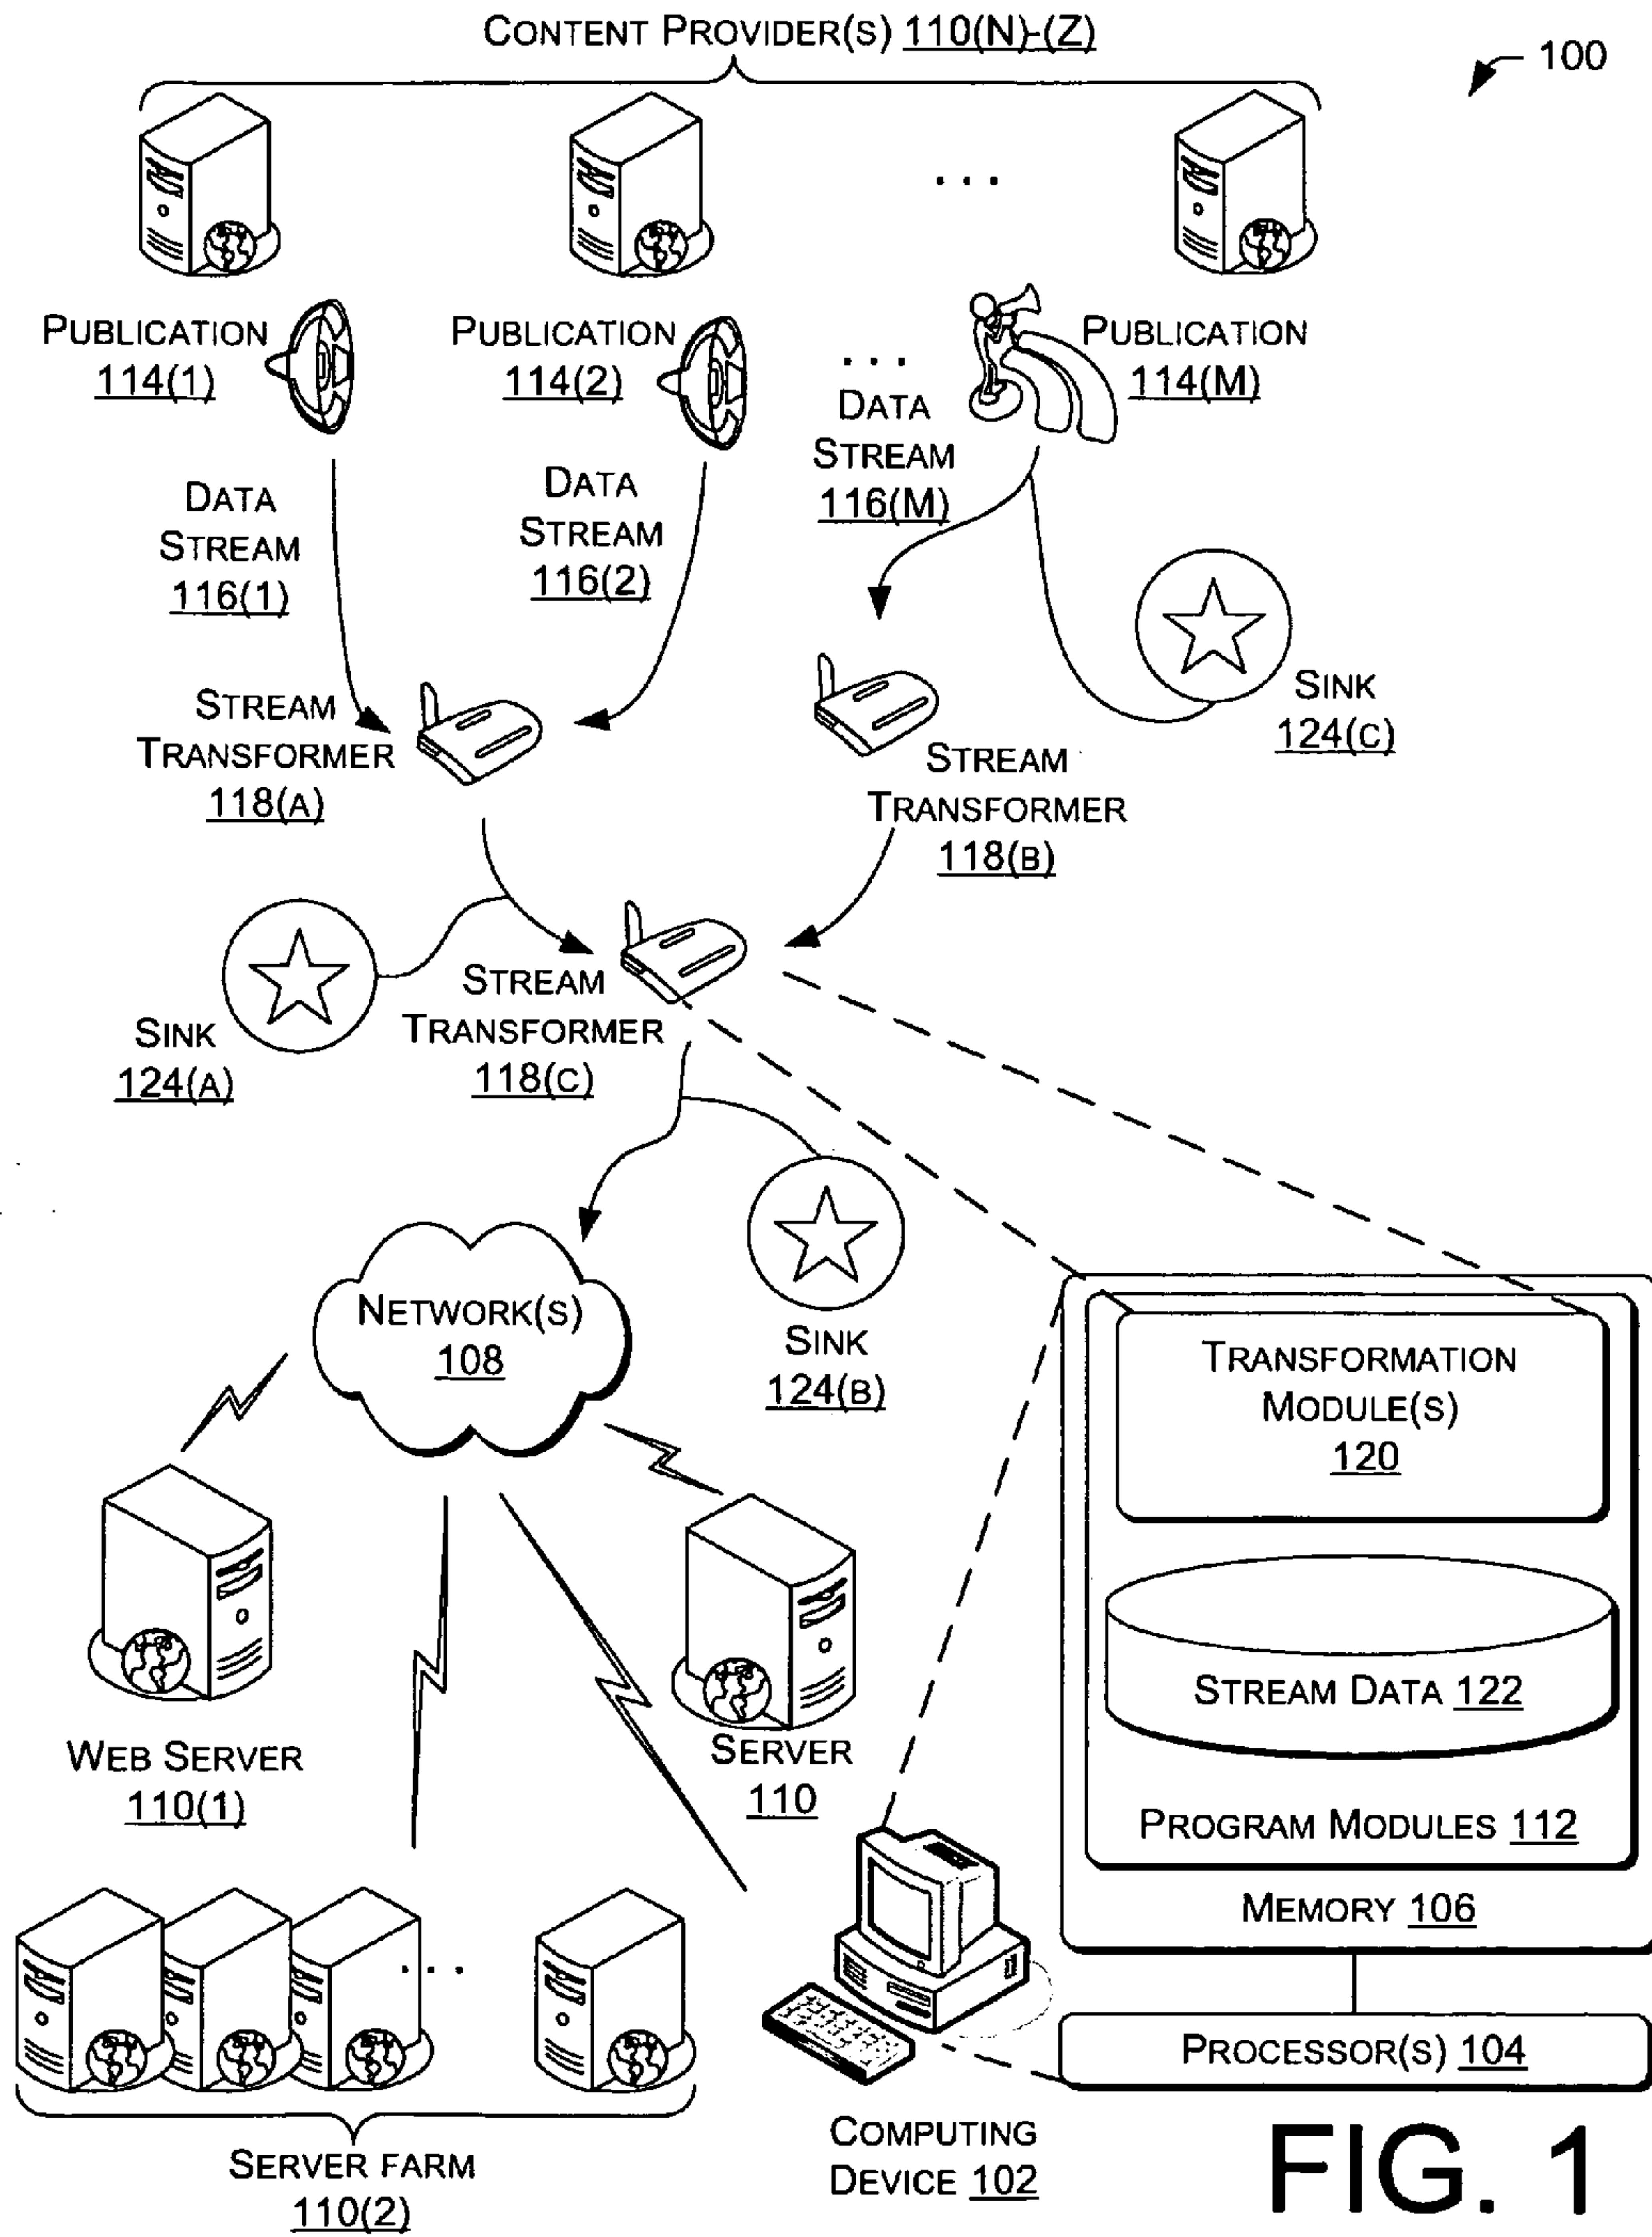 CONTENT PROVIDER(S) 110(N)-(Z)
100
PUBLICATION
114(1)
PUBLICATION
114(2)
. . .
PUBLICATION
114(M)
. . .
DATA
STREAM
116(M)
DATA
STREAM
116(1)
DATA
STREAM
116(2)
SINK
124(C)
STREAM
TRANSFORMER
118(A)
STREAM
TRANSFORMER
118(B)
SINK
124(A)
STREAM
TRANSFORMER
118(C)
NETWORK(S)
108
SINK
124(B)
TRANSFORMATION
MODULE(S)
120
STREAM DATA 122
PROGRAM MODULES 112
MEMORY 106
PROCESSOR(S) 104
WEB SERVER
110(1)
SERVER
110
. . .
SERVER FARM
110(2)
COMPUTING
DEVICE 102
FIG. 1